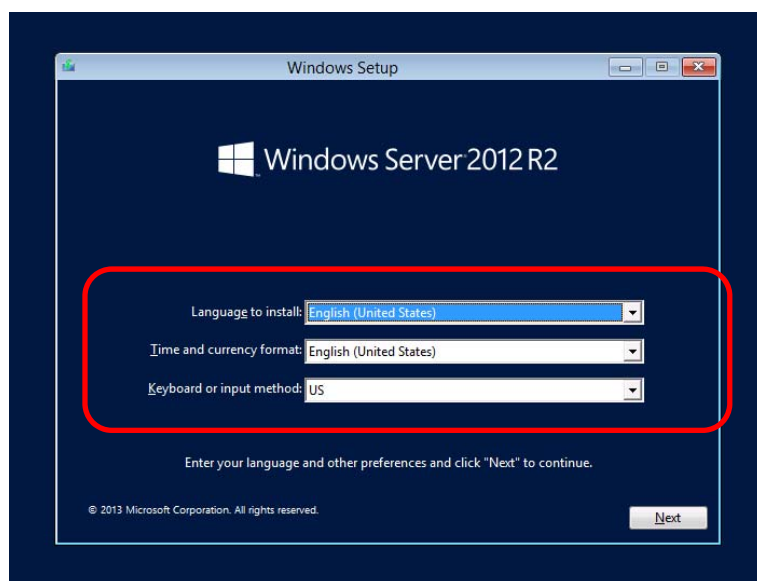 Windows Setup
Windows Server 2012 R2
Language to install: English (United States)
Time and currency format: English (United States)
Keyboard or input method: US
Enter your language and other preferences and click "Next" to continue.
© 2013 Microsoft Corporation. All rights reserved.
Next